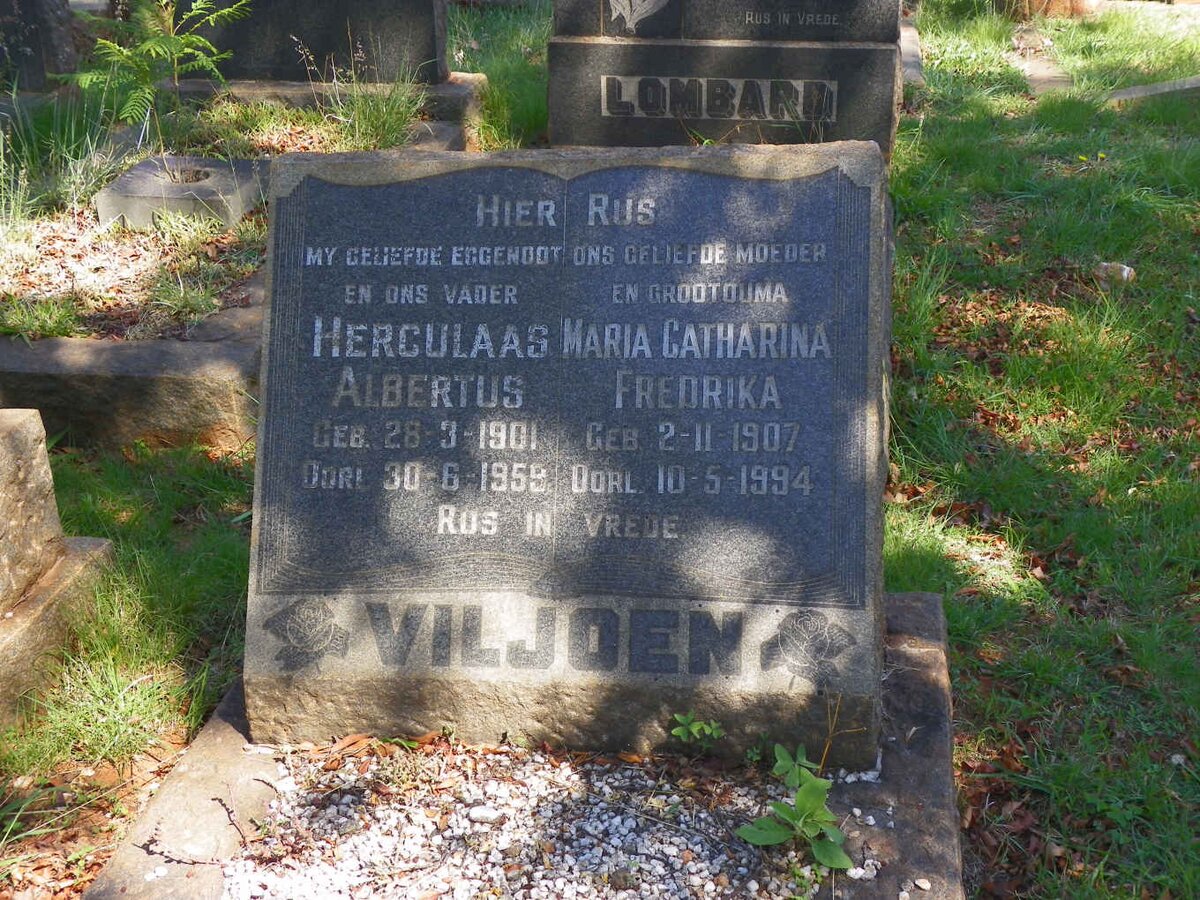 RUS IN VREDE.
LOMBARD
HIER RUS
MY GELIEFDE EGGENOOT
EN ONS VADER
HERCULAAS
ALBERTUS
GEB. 28-3-1901
OORL 30-6-1959
ONS GELIEFDE MOEDER
EN GROOTOUMA
MARIA CATHARINA
FREDRIKA
GEB. 2-11-1907
OORL. 10-5-1994
RUS IN VREDE
VILJOEN